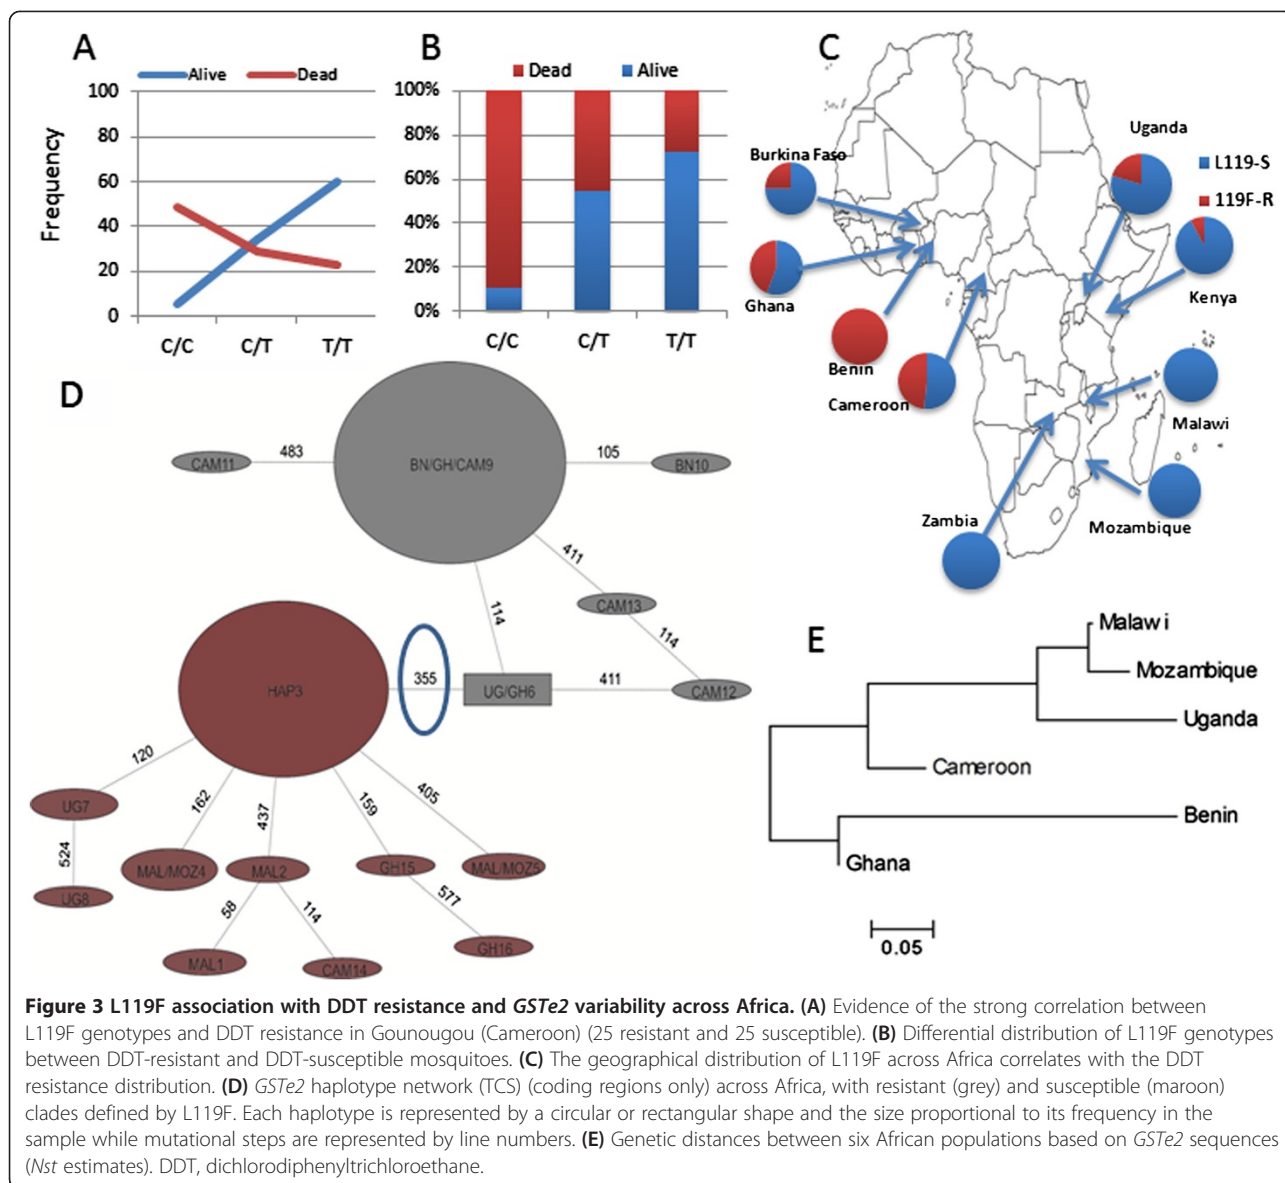 A
Alive Dead
Frequency
100
80
60
40
20
0
C/C C/T T/T
B
Dead Alive
100%
80%
60%
40%
20%
0%
C/C C/T T/T
C
Uganda
L119-S
119F-R
Burkina Faso
Ghana
Kenya
Benin
Cameroon
Malawi
Zambia
Mozambique
D
CAM11
483
BN/GH/CAM9
105
BN10
411
114
CAM13
114
HAP3
355
UG/GH6
411
CAM12
120
162
437
159
405
UG7
524
UG8
MAL/MOZ4
MAL2
GH15
MAL/MOZ5
58
114
577
MAL1
CAM14
GH16
E
Malawi
Mozambique
Uganda
Cameroon
Benin
Ghana
0.05
Figure 3 L119F association with DDT resistance and GSTe2 variability across Africa. (A) Evidence of the strong correlation between
L119F genotypes and DDT resistance in Gounougou (Cameroon) (25 resistant and 25 susceptible). (B) Differential distribution of L119F genotypes
between DDT-resistant and DDT-susceptible mosquitoes. (C) The geographical distribution of L119F across Africa correlates with the DDT
resistance distribution. (D) GSTe2 haplotype network (TCS) (coding regions only) across Africa, with resistant (grey) and susceptible (maroon)
clades defined by L119F. Each haplotype is represented by a circular or rectangular shape and the size proportional to its frequency in the
sample while mutational steps are represented by line numbers. (E) Genetic distances between six African populations based on GSTe2 sequences
(Nst estimates). DDT, dichlorodiphenyltrichloroethane.